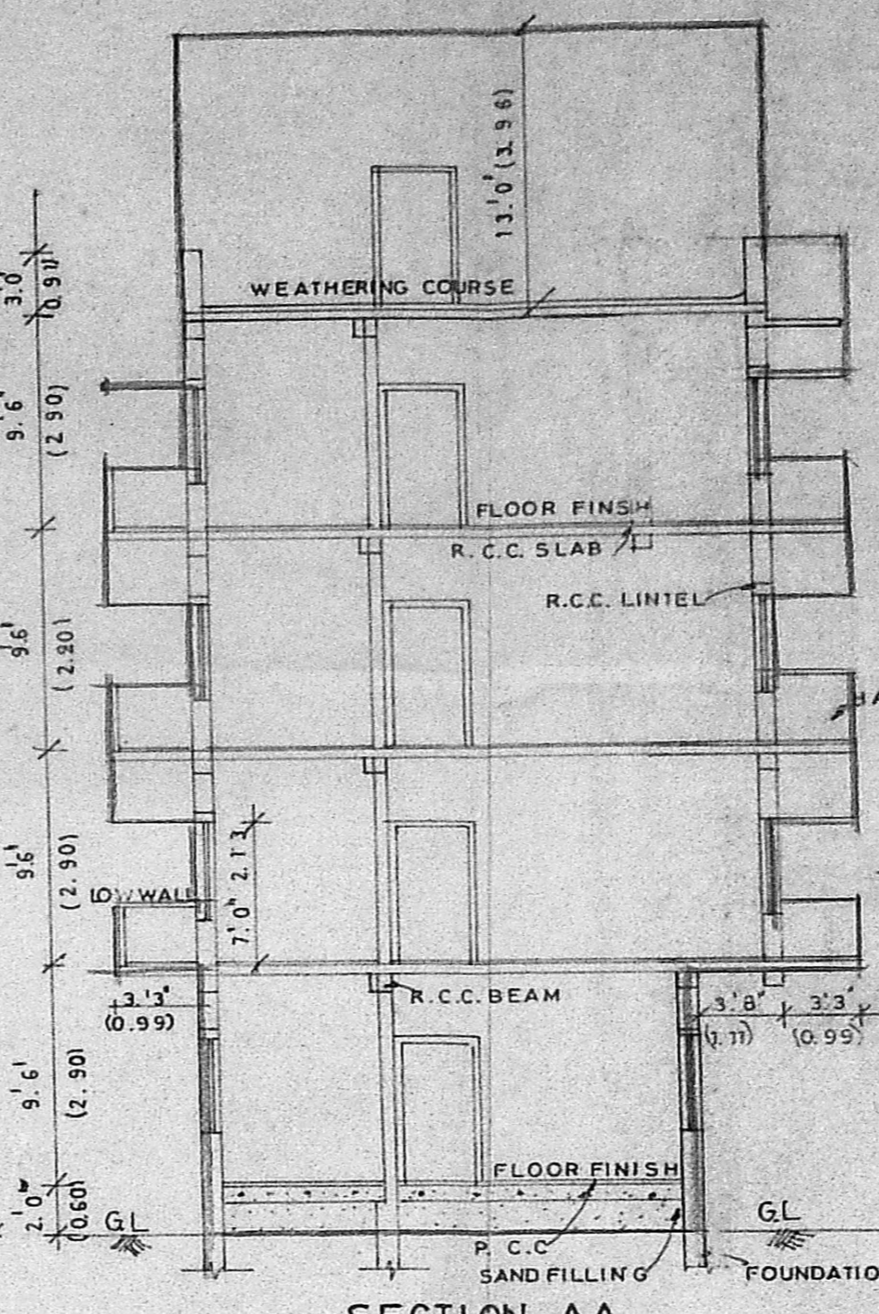 13'.0" (3.96)
3.0'
(0.91)
WEATHERING COURSE
9.'6'
(2.90)
FLOOR FINSIH
R.C.C. SLAB
R.C.C. LINTEL
9.6'
(2.90)
9.6'
(2.90)
7'.0" 2.13
LOW WALL
R.C.C. BEAM
3.'3"
(0.99)
3.'8"
(1.11)
3.'3"
(0.99)
9.'6'
(2.90)
FLOOR FINISH
2'.0"
(0.60)
G.L
G.L
P.C.C
SAND FILLING
FOUNDATIO
SECTION AA